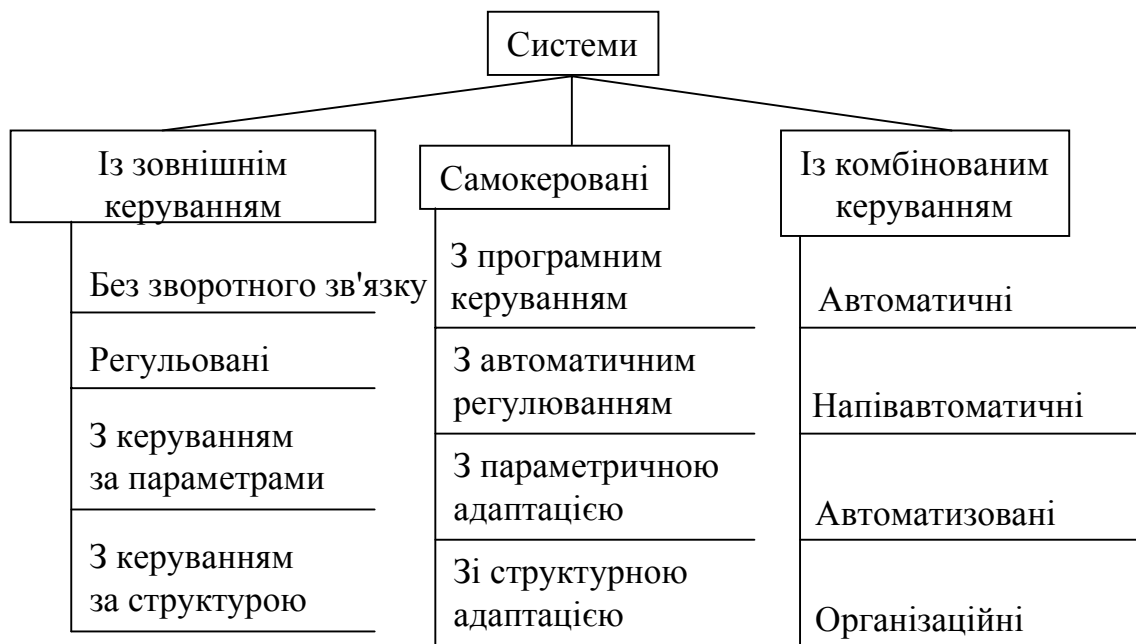 Системи
Із зовнішнім
керуванням
Без зворотного зв'язку
Регульовані
З керуванням
за параметрами
З керуванням
за структурою
Самокеровані
З програмним
керуванням
З автоматичним
регулюванням
З параметричною
адаптацією
Зі структурною
адаптацією
Із комбінованим
керуванням
Автоматичні
Напівавтоматичні
Автоматизовані
Організаційні